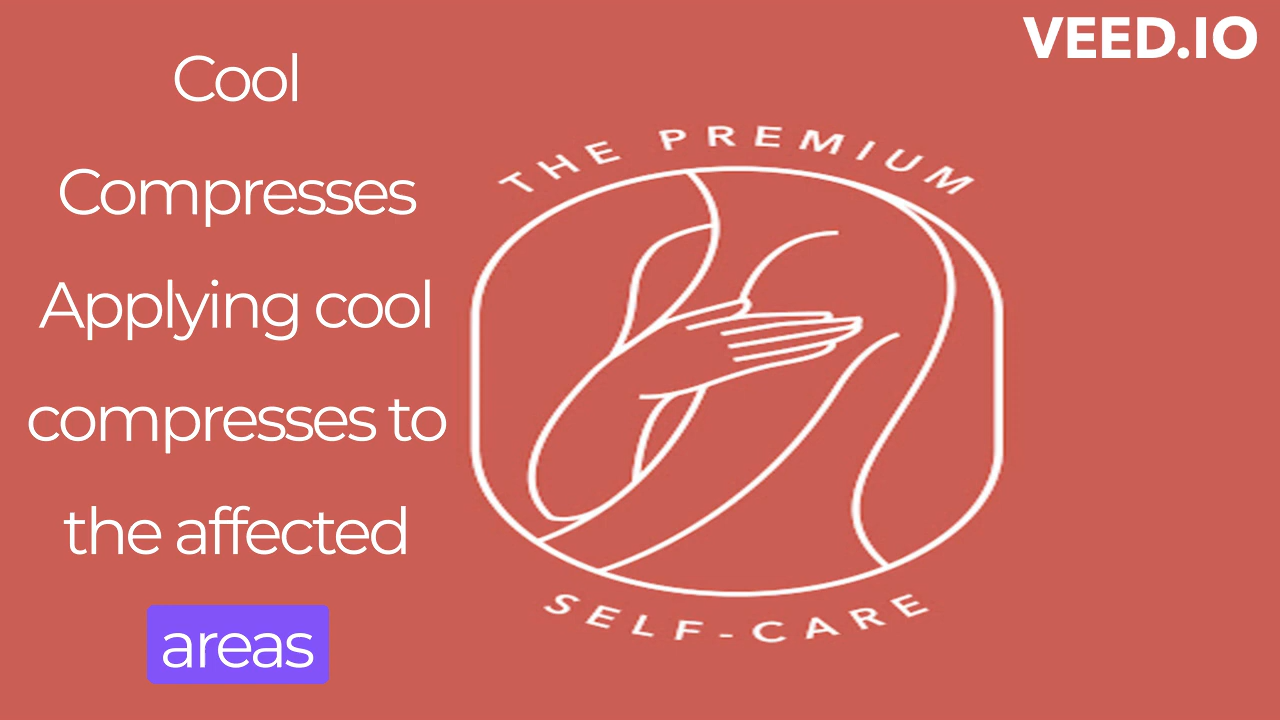 VEED.IO
Cool
Compresses
Applying cool
compresses to
the affected
areas
THE PREMIUM
SELF-CARE